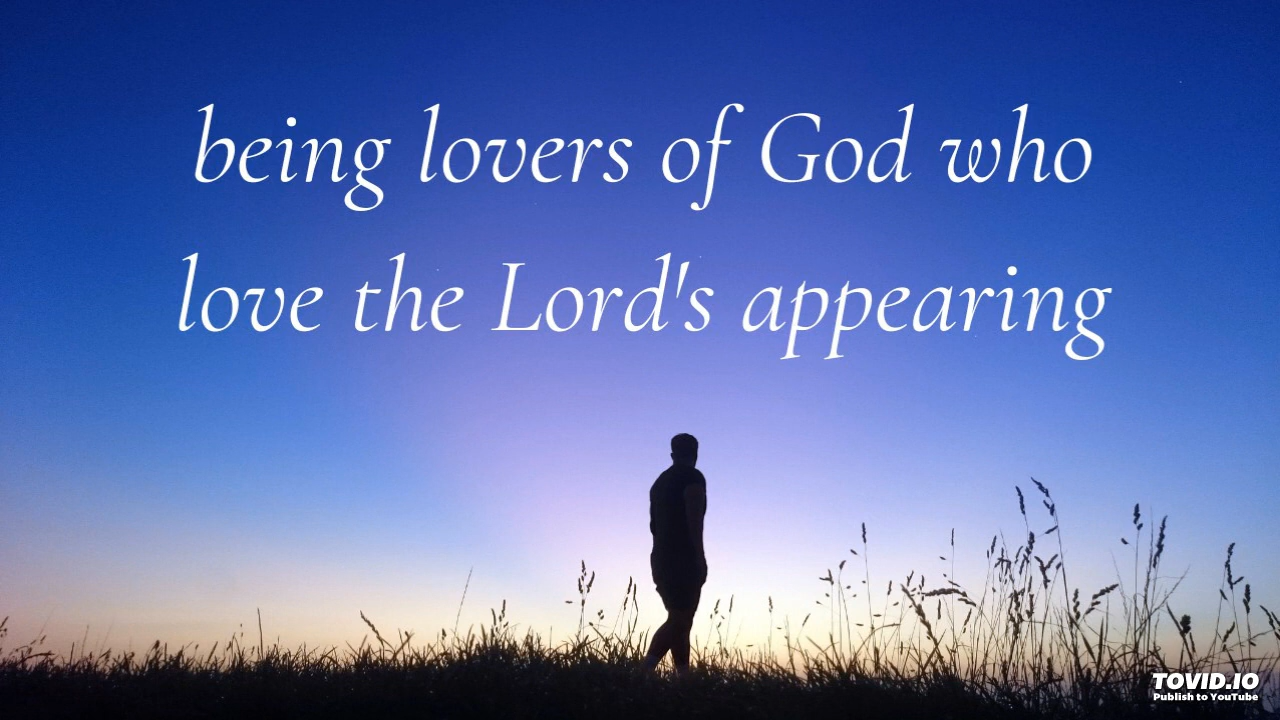 being lovers of God who
love the Lord's appearing
TOVID.IO
Publish to YouTube